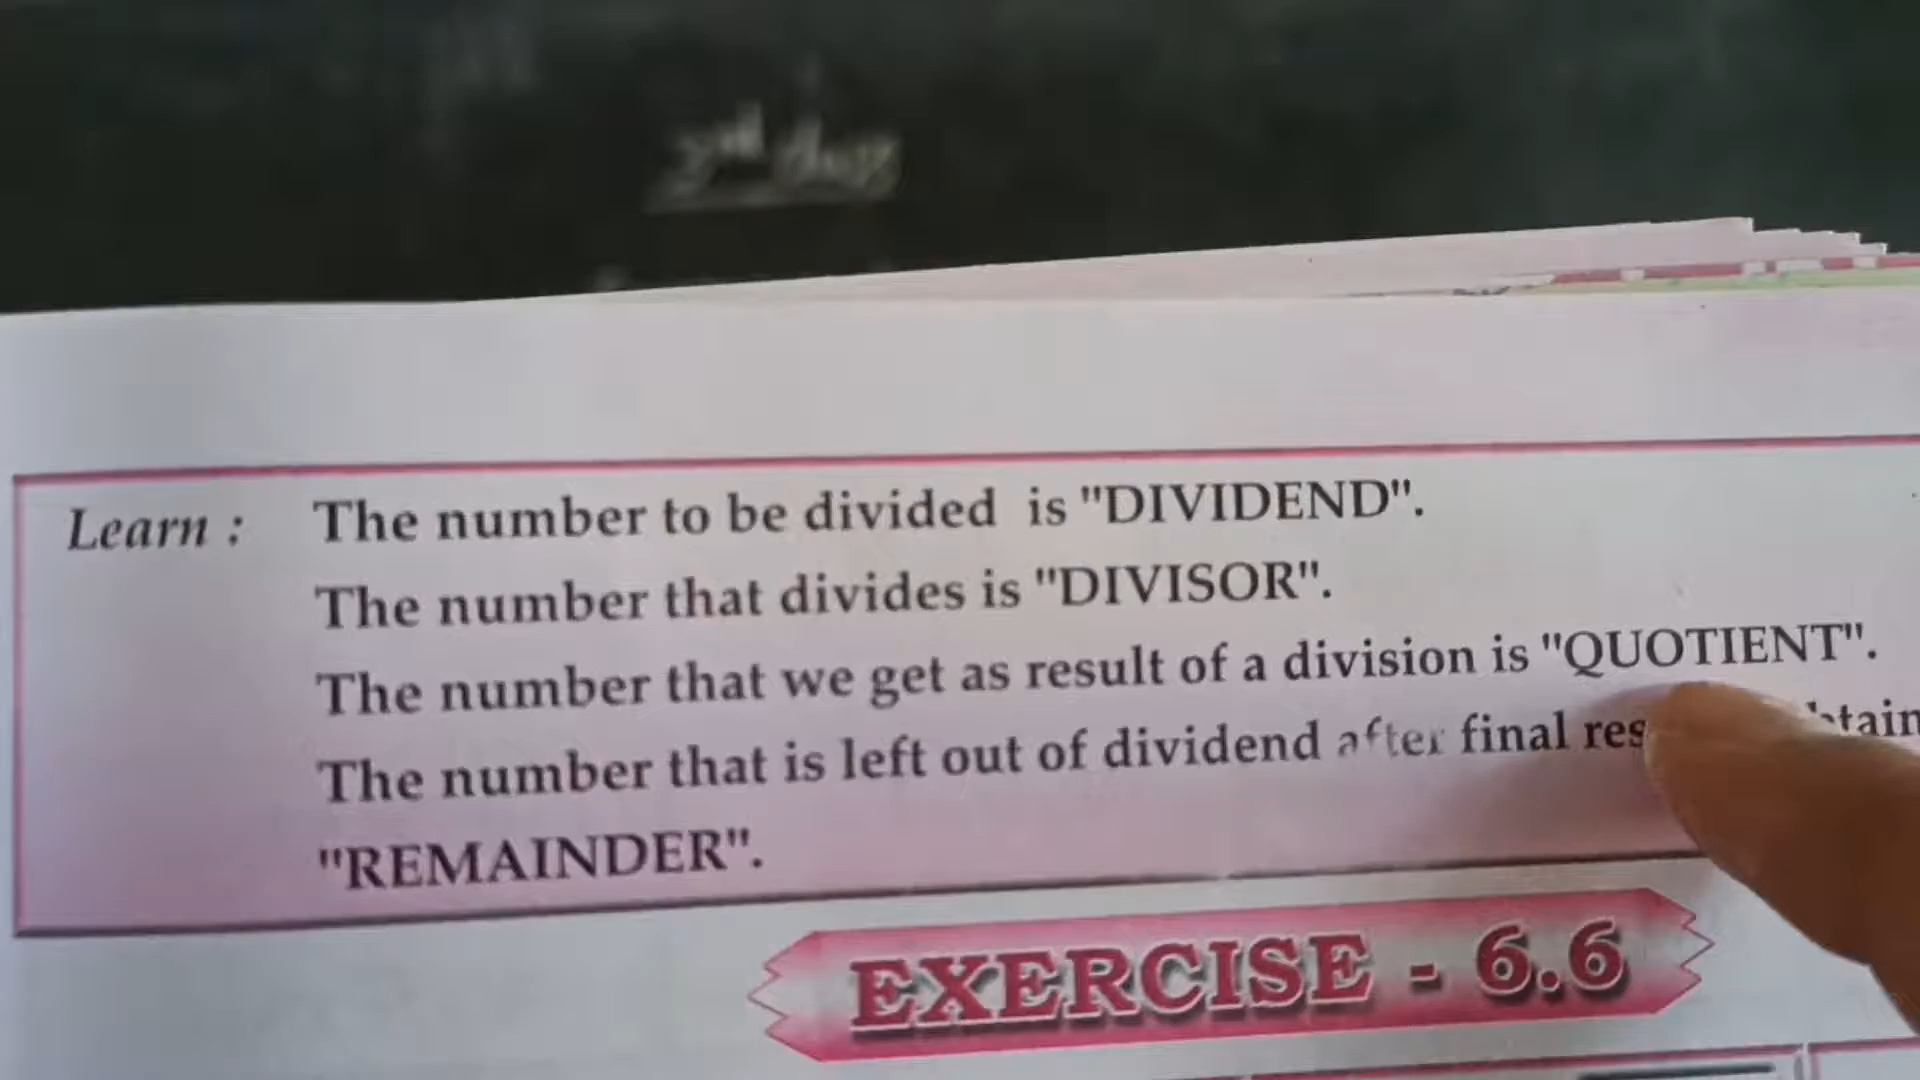 Learn : The number to be divided is "DIVIDEND".
The number that divides is "DIVISOR".
The number that we get as result of a division is "QUOTIENT".
The number that is left out of dividend after final
"REMAINDER".
EXERCISE - 6.6